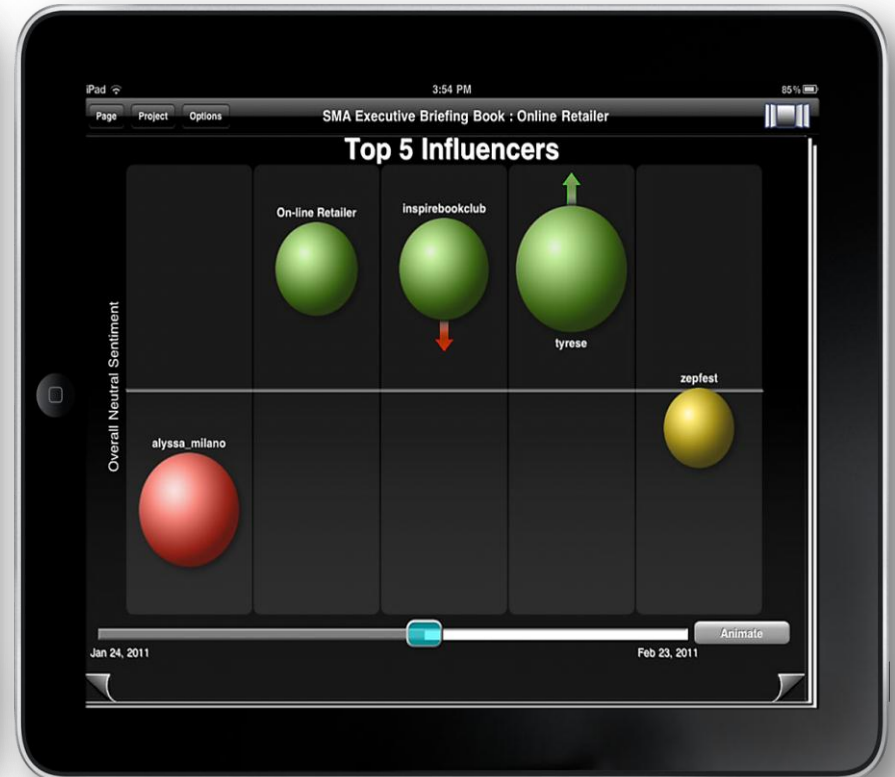 iPad
3:54 PM
85%
Page
Project
Options
SMA Executive Briefing Book : Online Retailer
Top 5 Influencers
Overall Neutral Sentiment
On-line Retailer
inspirebookclub
tyrese
zepfest
alyssa_milano
Animate
Jan 24, 2011
Feb 23, 2011